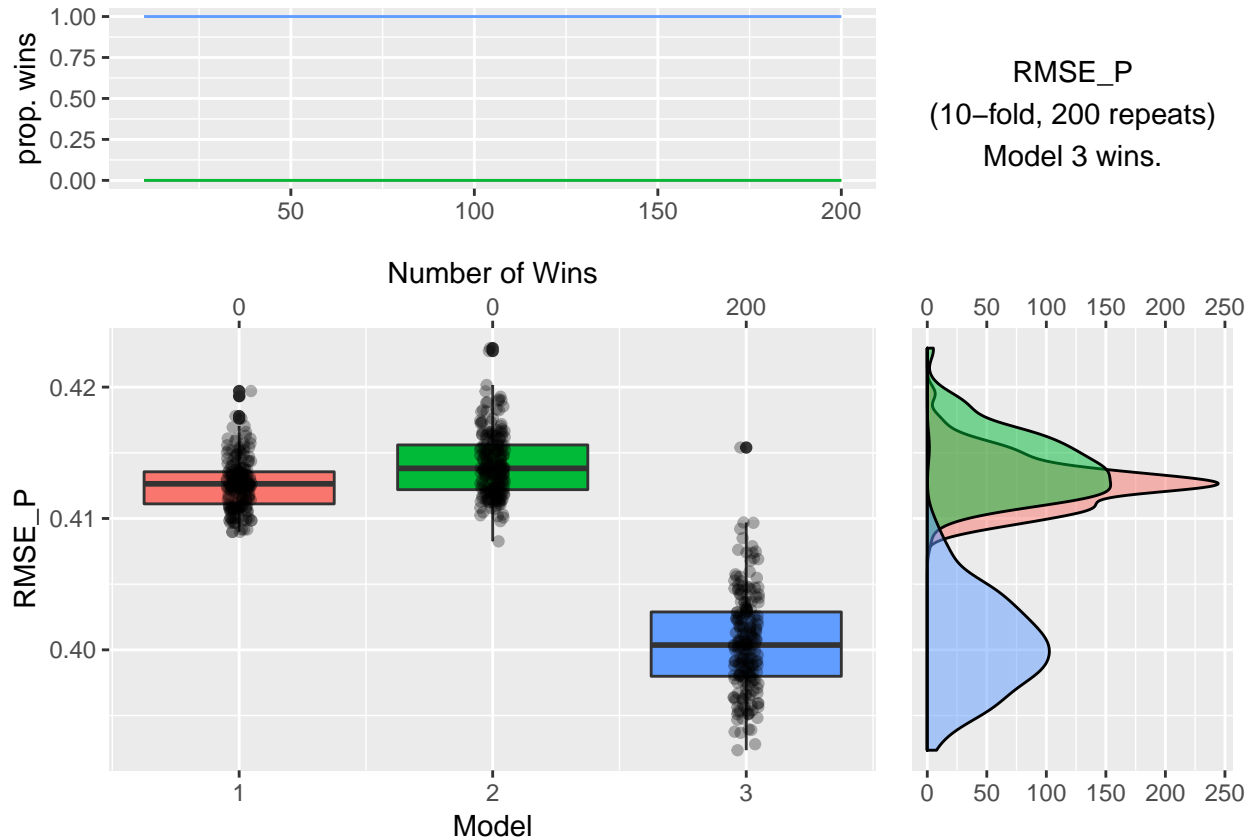 prop. wins
1.00
0.75
0.50
0.25
0.00
50 100 150 200
RMSE_P
(10−fold, 200 repeats)
Model 3 wins.
Number of Wins
0 0 200
RMSE_P
0.42
0.41
0.40
1 2 3
Model
0 50 100 150 200 250
0 50 100 150 200 250